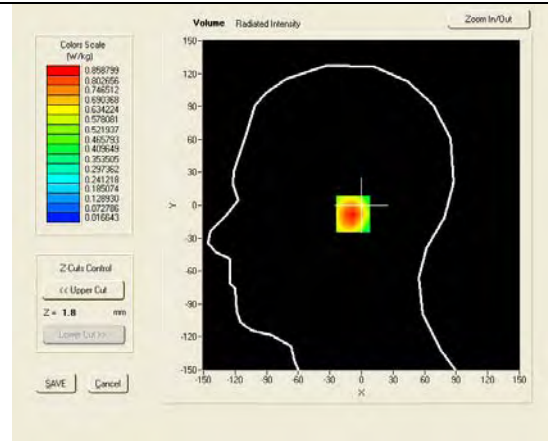 Volume Radiated Intensity
Zoom In/Out
Colors Scale
(W/kg)
0.858799
0.802656
0.746512
0.690368
0.634224
0.578081
0.521937
0.465793
0.409649
0.353505
0.297362
0.241218
0.185074
0.128930
0.072786
0.016643
Z-Cuts Control
<< Upper Cut
Z = 1.8 mm
Lower Cut >>
SAVE Cancel
150
120
90
60
30
0
-30
-60
-90
-120
-150
Y
-150 -120 -90 -60 -30 0 30 60 90 120 150
X